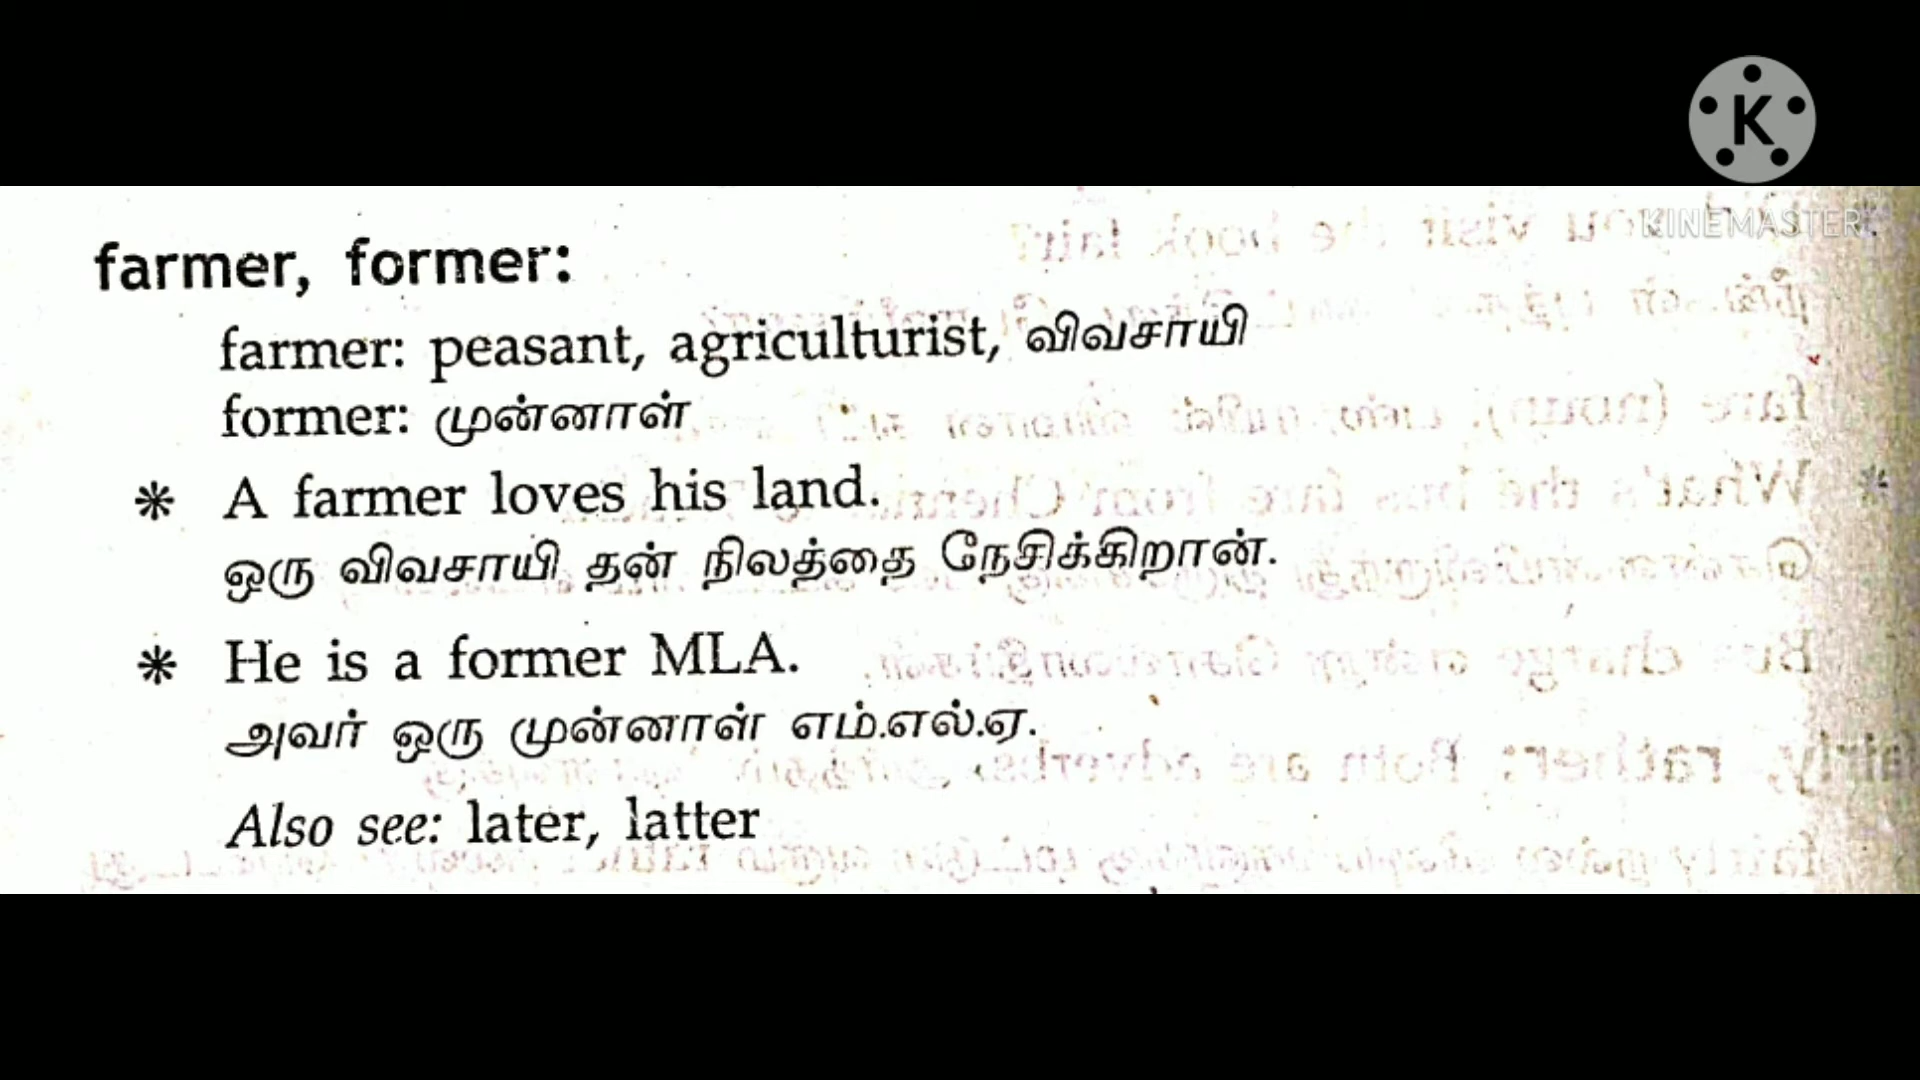 K
KINEMASTER
farmer, former:
farmer: peasant, agriculturist, விவசாயி
former: முன்னாள்
* A farmer loves his land.
ஒரு விவசாயி தன் நிலத்தை நேசிக்கிறான்.
* He is a former MLA.
அவர் ஒரு முன்னாள் எம்.எல்.ஏ.
Also see: later, latter